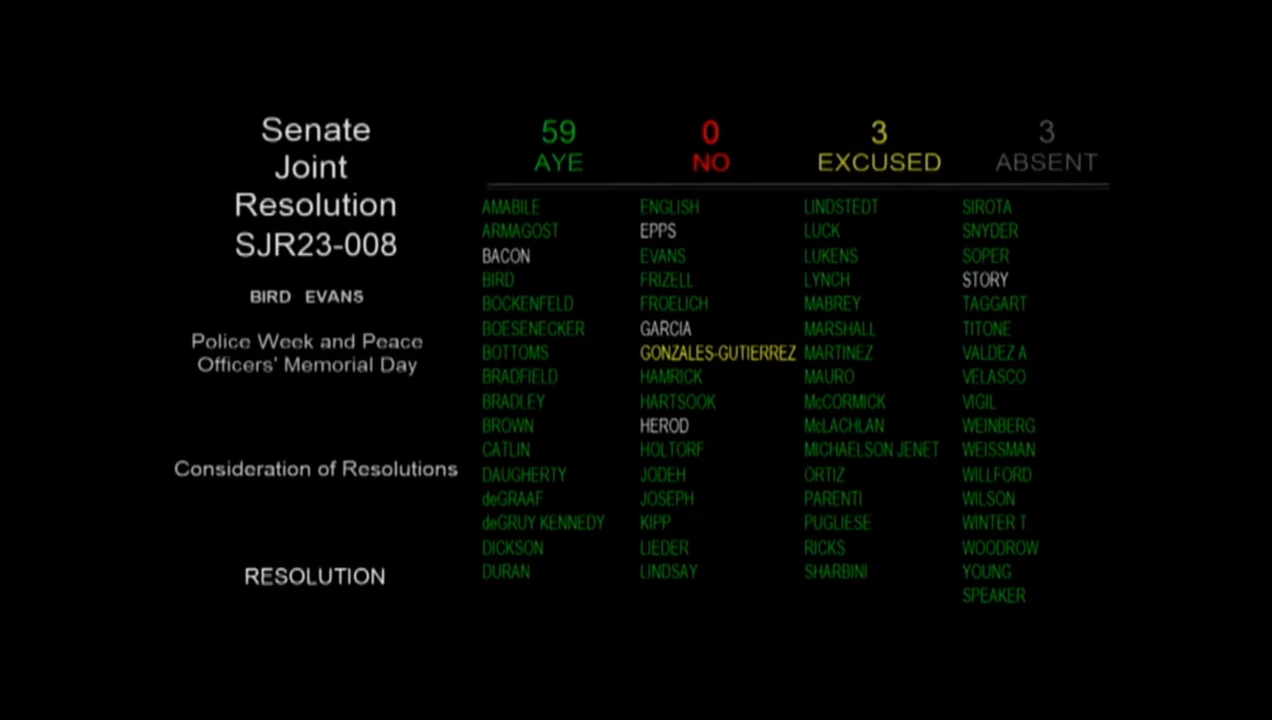 Senate
Joint
Resolution
SJR23-008
BIRD EVANS
Police Week and Peace
Officers' Memorial Day
Consideration of Resolutions
RESOLUTION
59 0 3 3
AYE NO EXCUSED ABSENT
AMABILE ENGLISH LINDSTEDT SIROTA
ARMAGOST EPPS LUCK SNYDER
BACON EVANS LUKENS SOPER
BIRD FRIZELL LYNCH STORY
BOCKENFELD FROELICH MABREY TAGGART
BOESENECKER GARCIA MARSHALL TITONE
BOTTOMS GONZALES-GUTIERREZ MARTINEZ VALDEZ A
BRADFIELD HAMRICK MAURO VELASCO
BRADLEY HARTSOOK McCORMICK VIGIL
BROWN HEROD McLACHLAN WEINBERG
CATLIN HOLTORF MICHAELSON JENET WEISSMAN
DAUGHERTY JODEH ORTIZ WILLFORD
deGRAAF JOSEPH PARENTI WILSON
deGRUY KENNEDY KIPP PUGLIESE WINTER T
DICKSON LIEDER RICKS WOODROW
DURAN LINDSAY SHARBINI YOUNG
SPEAKER